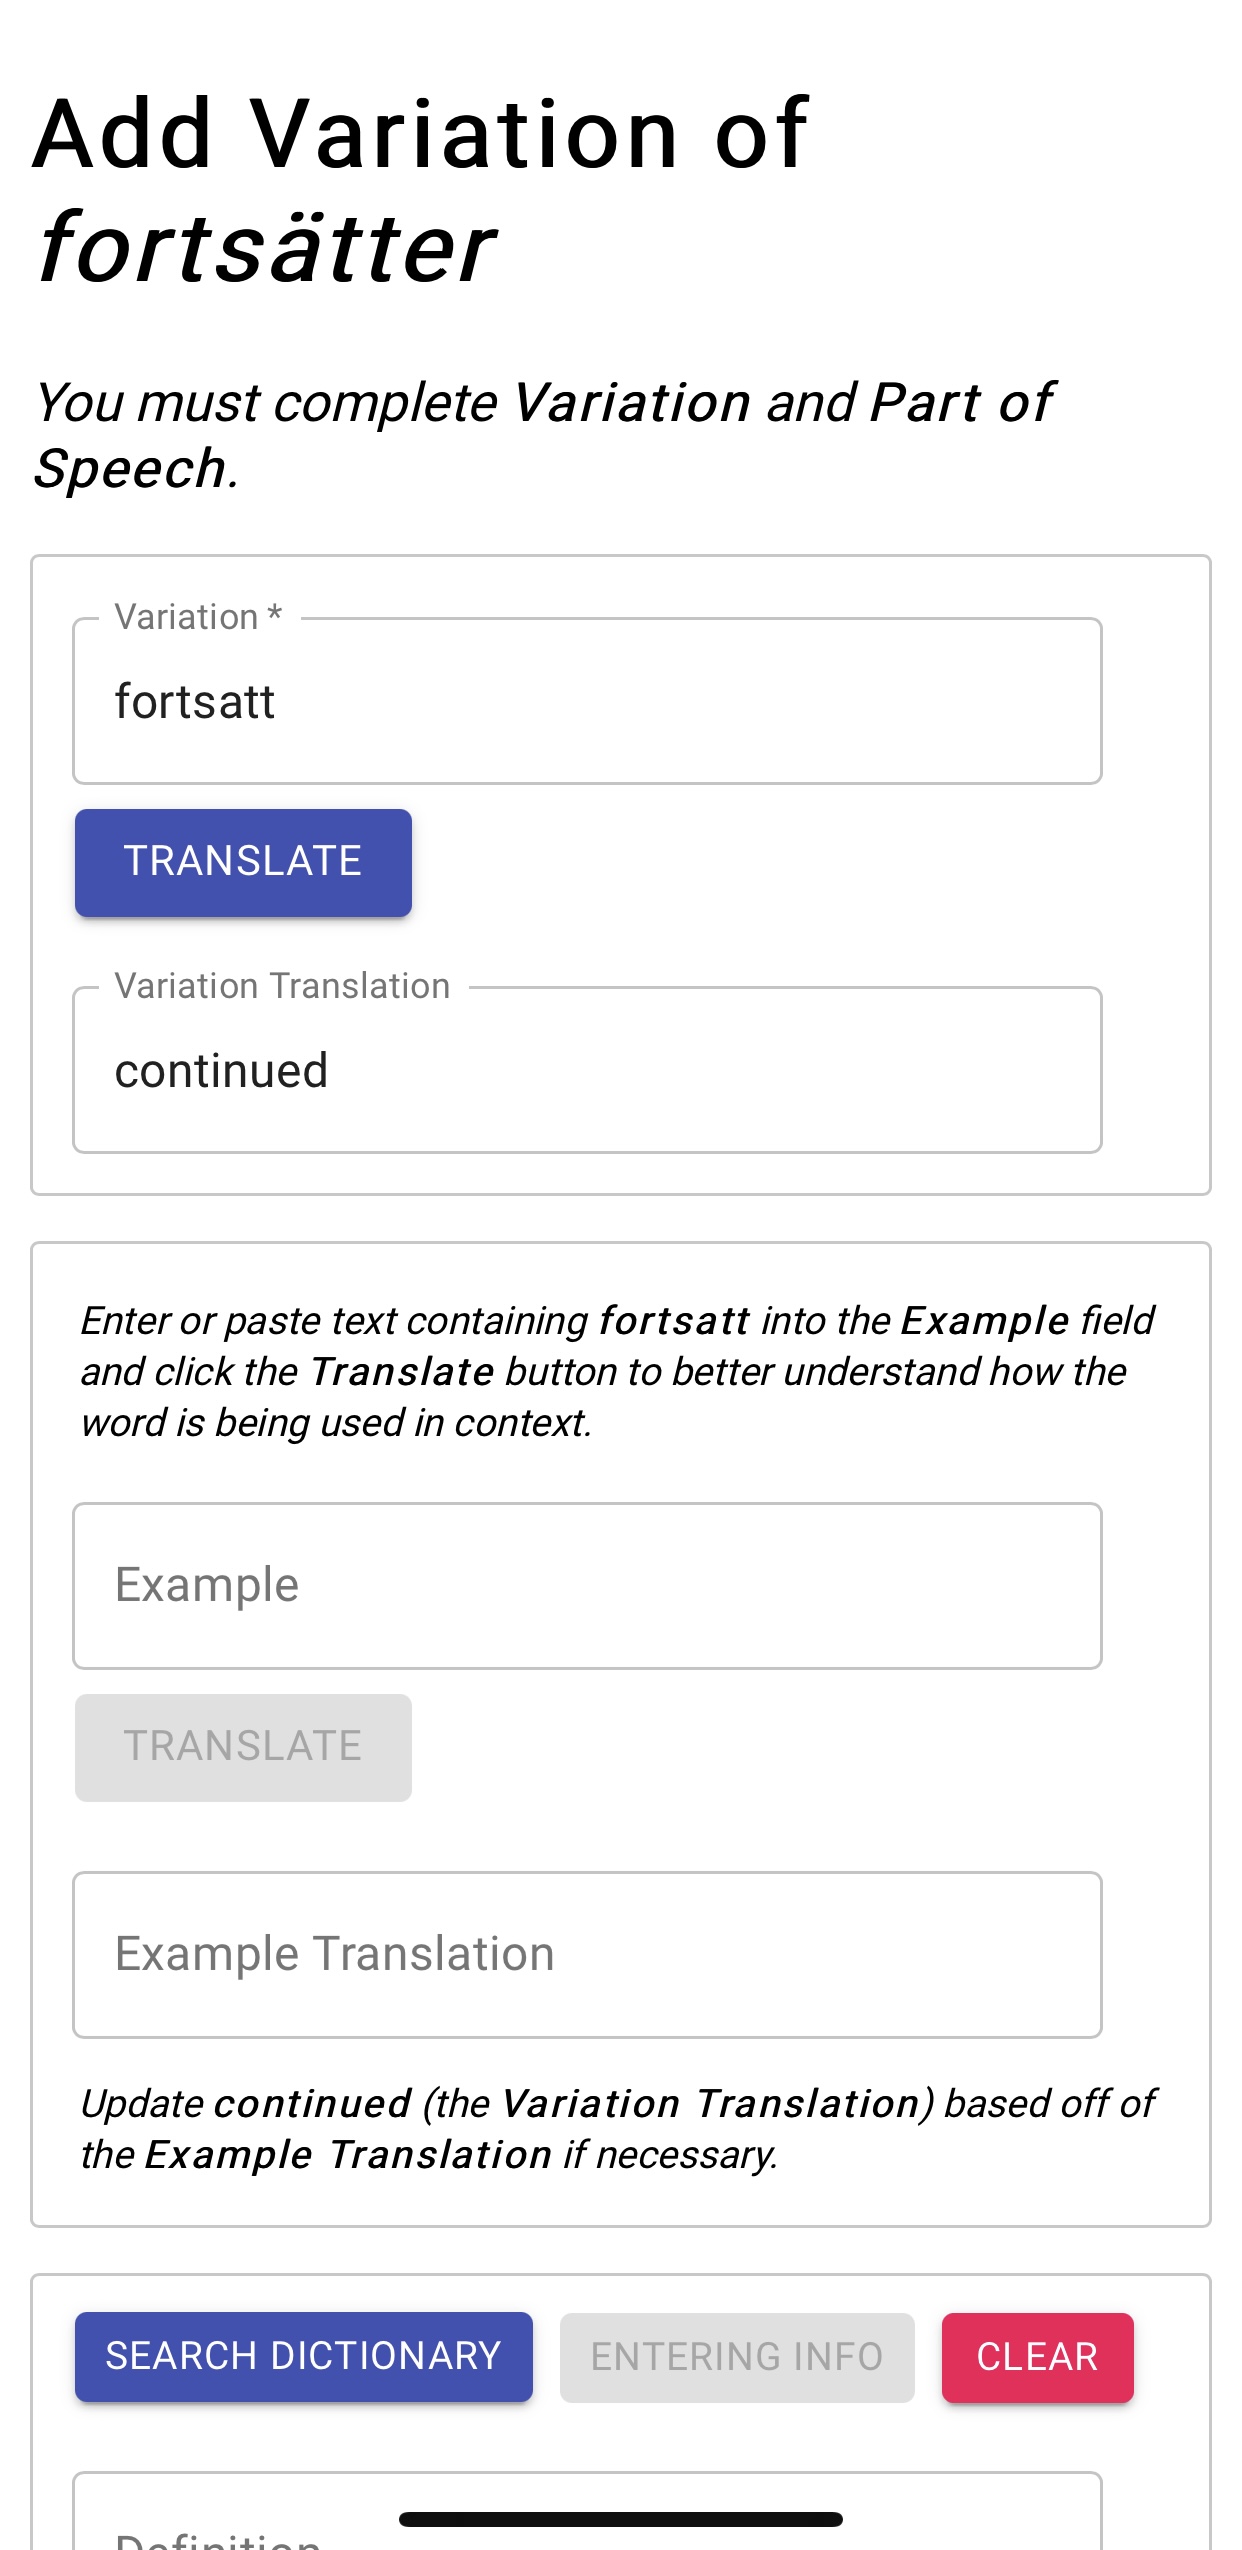 Add Variation of
fortsätter
You must complete Variation and Part of
Speech.
Variation *
fortsatt
TRANSLATE
Variation Translation
continued
Enter or paste text containing fortsatt into the Example field
and click the Translate button to better understand how the
word is being used in context.
Example
TRANSLATE
Example Translation
Update continued (the Variation Translation) based off of
the Example Translation if necessary.
SEARCH DICTIONARY ENTERING INFO CLEAR
Definition